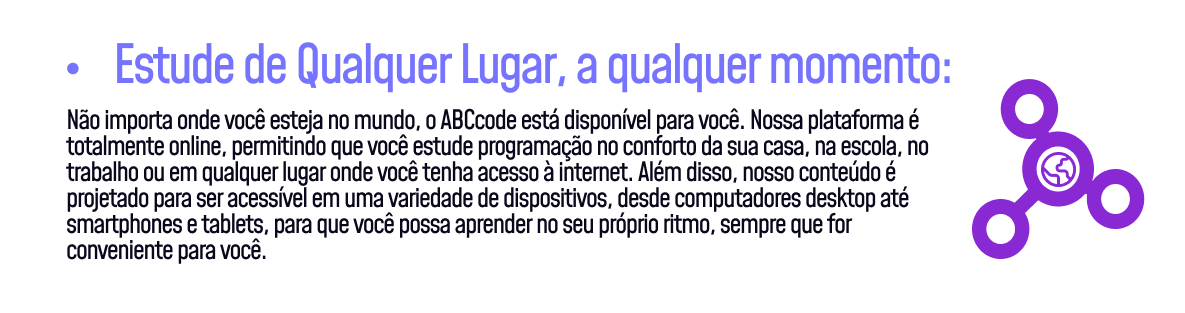 • Estude de Qualquer Lugar, a qualquer momento:
Não importa onde você esteja no mundo, o ABCcode está disponível para você. Nossa plataforma é
totalmente online, permitindo que você estude programação no conforto da sua casa, na escola, no
trabalho ou em qualquer lugar onde você tenha acesso à internet. Além disso, nosso conteúdo é
projetado para ser acessível em uma variedade de dispositivos, desde computadores desktop até
smartphones e tablets, para que você possa aprender no seu próprio ritmo, sempre que for
conveniente para você.